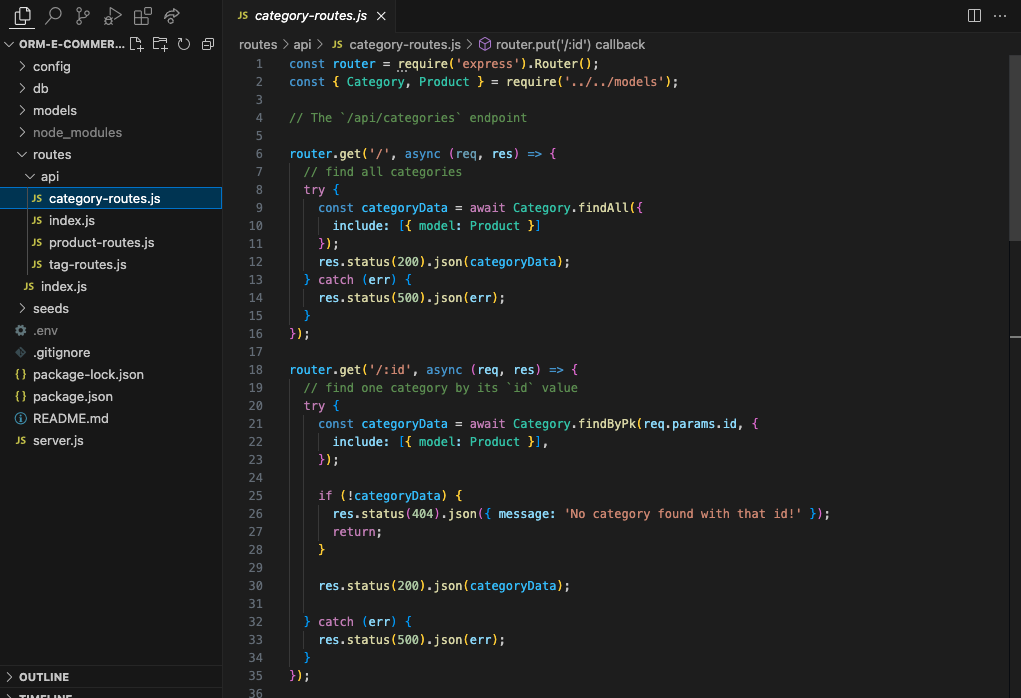 JS category-routes.js
ORM-E-COMMER...
config
db
models
node_modules
routes
api
JS category-routes.js
JS index.js
JS product-routes.js
JS tag-routes.js
JS index.js
seeds
.env
.gitignore
{} package-lock.json
{} package.json
README.md
JS server.js
OUTLINE
TIMELINE
routes > api > JS category-routes.js > router.put('/:id') callback
1 const router = require('express').Router();
2 const { Category, Product } = require('../../models');
3
4 // The `/api/categories` endpoint
5
6 router.get('/', async (req, res) => {
7 // find all categories
8 try {
9 const categoryData = await Category.findAll({
10 include: [{ model: Product }]
11 });
12 res.status(200).json(categoryData);
13 } catch (err) {
14 res.status(500).json(err);
15 }
16 });
17
18 router.get('/:id', async (req, res) => {
19 // find one category by its `id` value
20 try {
21 const categoryData = await Category.findByPk(req.params.id, {
22 include: [{ model: Product }],
23 });
24
25 if (!categoryData) {
26 res.status(404).json({ message: 'No category found with that id!' });
27 return;
28 }
29
30 res.status(200).json(categoryData);
31
32 } catch (err) {
33 res.status(500).json(err);
34 }
35 });
36